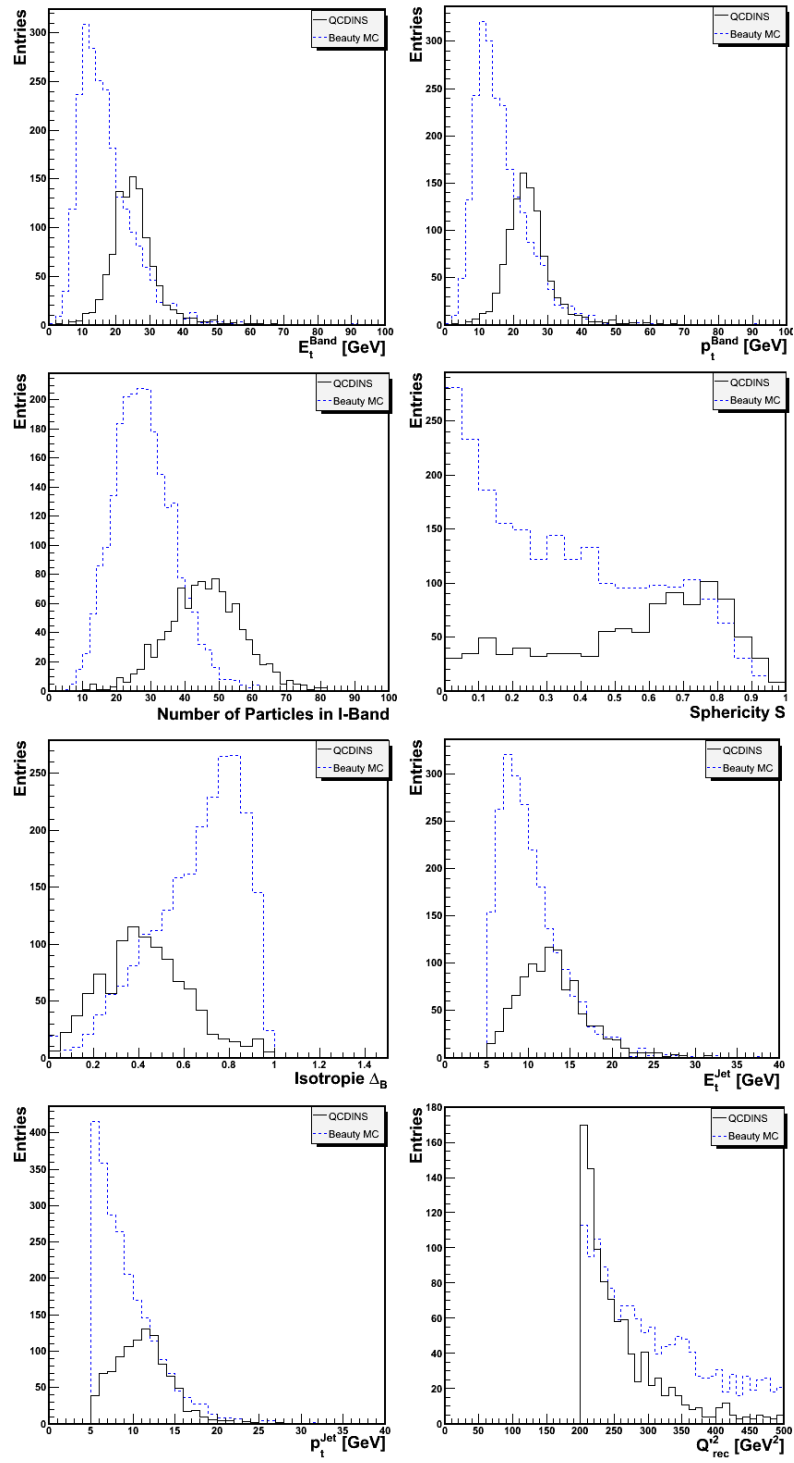 Entries
QCDINS
Beauty MC
300
250
200
150
100
50
0
0 10 20 30 40 50 60 70 80 90 100
E_t^Band [GeV]
Entries
QCDINS
Beauty MC
300
250
200
150
100
50
0
0 10 20 30 40 50 60 70 80 90 100
p_t^Band [GeV]
Entries
QCDINS
Beauty MC
200
180
160
140
120
100
80
60
40
20
0
0 20 40 60 80 100
Number of Particles in I-Band
Entries
QCDINS
Beauty MC
250
200
150
100
50
0
0 0.1 0.2 0.3 0.4 0.5 0.6 0.7 0.8 0.9 1
Sphericity S
Entries
QCDINS
Beauty MC
250
200
150
100
50
0
0 0.2 0.4 0.6 0.8 1 1.2 1.4
Isotropie Δ_B
Entries
QCDINS
Beauty MC
300
250
200
150
100
50
0
0 5 10 15 20 25 30 35 40
E_t^Jet [GeV]
Entries
QCDINS
Beauty MC
400
350
300
250
200
150
100
50
0
0 5 10 15 20 25 30 35 40
p_t^Jet [GeV]
Entries
QCDINS
Beauty MC
180
160
140
120
100
80
60
40
20
0
0 50 100 150 200 250 300 350 400 450 500
Q'^2_rec [GeV^2]